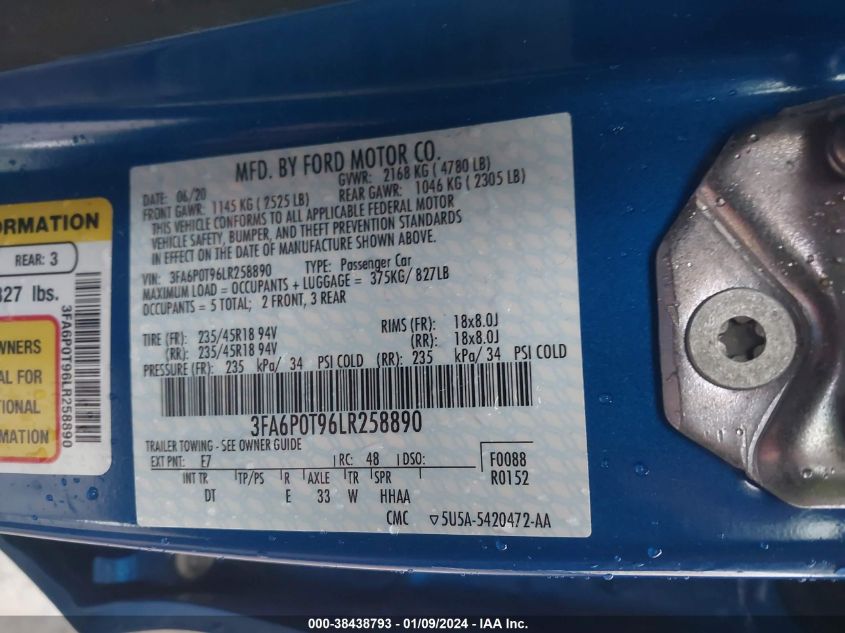 ORMATION
REAR: 3
827 lbs.
WNERS
AL FOR
TIONAL
MATION
3FA6P0T96LR258890
MFD. BY FORD MOTOR CO.
DATE: 06/20 GVWR: 2168 KG ( 4780 LB)
FRONT GAWR: 1145 KG ( 2525 LB) REAR GAWR: 1046 KG ( 2305 LB)
THIS VEHICLE CONFORMS TO ALL APPLICABLE FEDERAL MOTOR
VEHICLE SAFETY, BUMPER, AND THEFT PREVENTION STANDARDS
IN EFFECT ON THE DATE OF MANUFACTURE SHOWN ABOVE.
VIN: 3FA6P0T96LR258890 TYPE: Passenger Car
MAXIMUM LOAD = OCCUPANTS + LUGGAGE = 375KG/ 827LB
OCCUPANTS = 5 TOTAL; 2 FRONT, 3 REAR
TIRE (FR): 235/45R18 94V RIMS (FR): 18x8.0J
(RR): 235/45R18 94V (RR): 18x8.0J
PRESSURE (FR): 235 kPa/ 34 PSI COLD (RR): 235 kPa/ 34 PSI COLD
3FA6P0T96LR258890
TRAILER TOWING - SEE OWNER GUIDE
EXT PNT: E7 RC: 48 DSO: F0088
INT TR TP/PS R AXLE TR SPR R0152
DT E 33 W HHAA
CMC ▽5U5A-5420472-AA
000-38438793 - 01/09/2024 - IAA Inc.